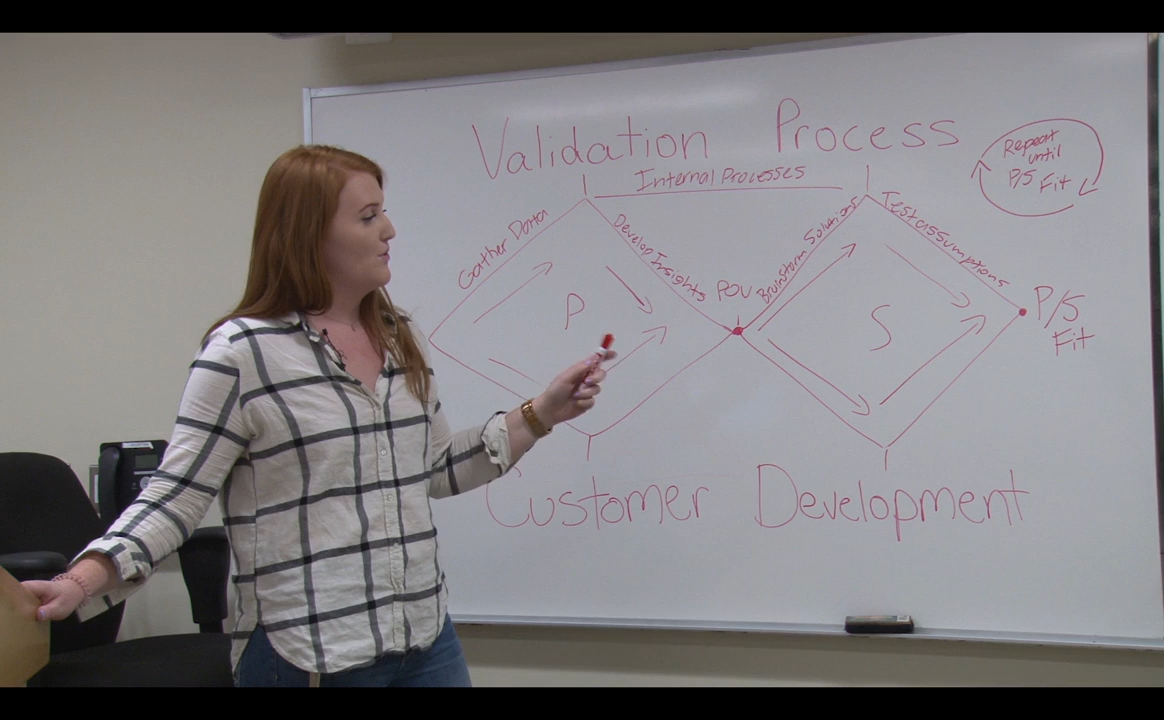 Validation Process
Repeat
until
P/S Fit
Internal Processes
Gather Data
Develop Insights
Brainstorm Solutions
Test assumptions
P
POV
S
P/S
Fit
Customer Development